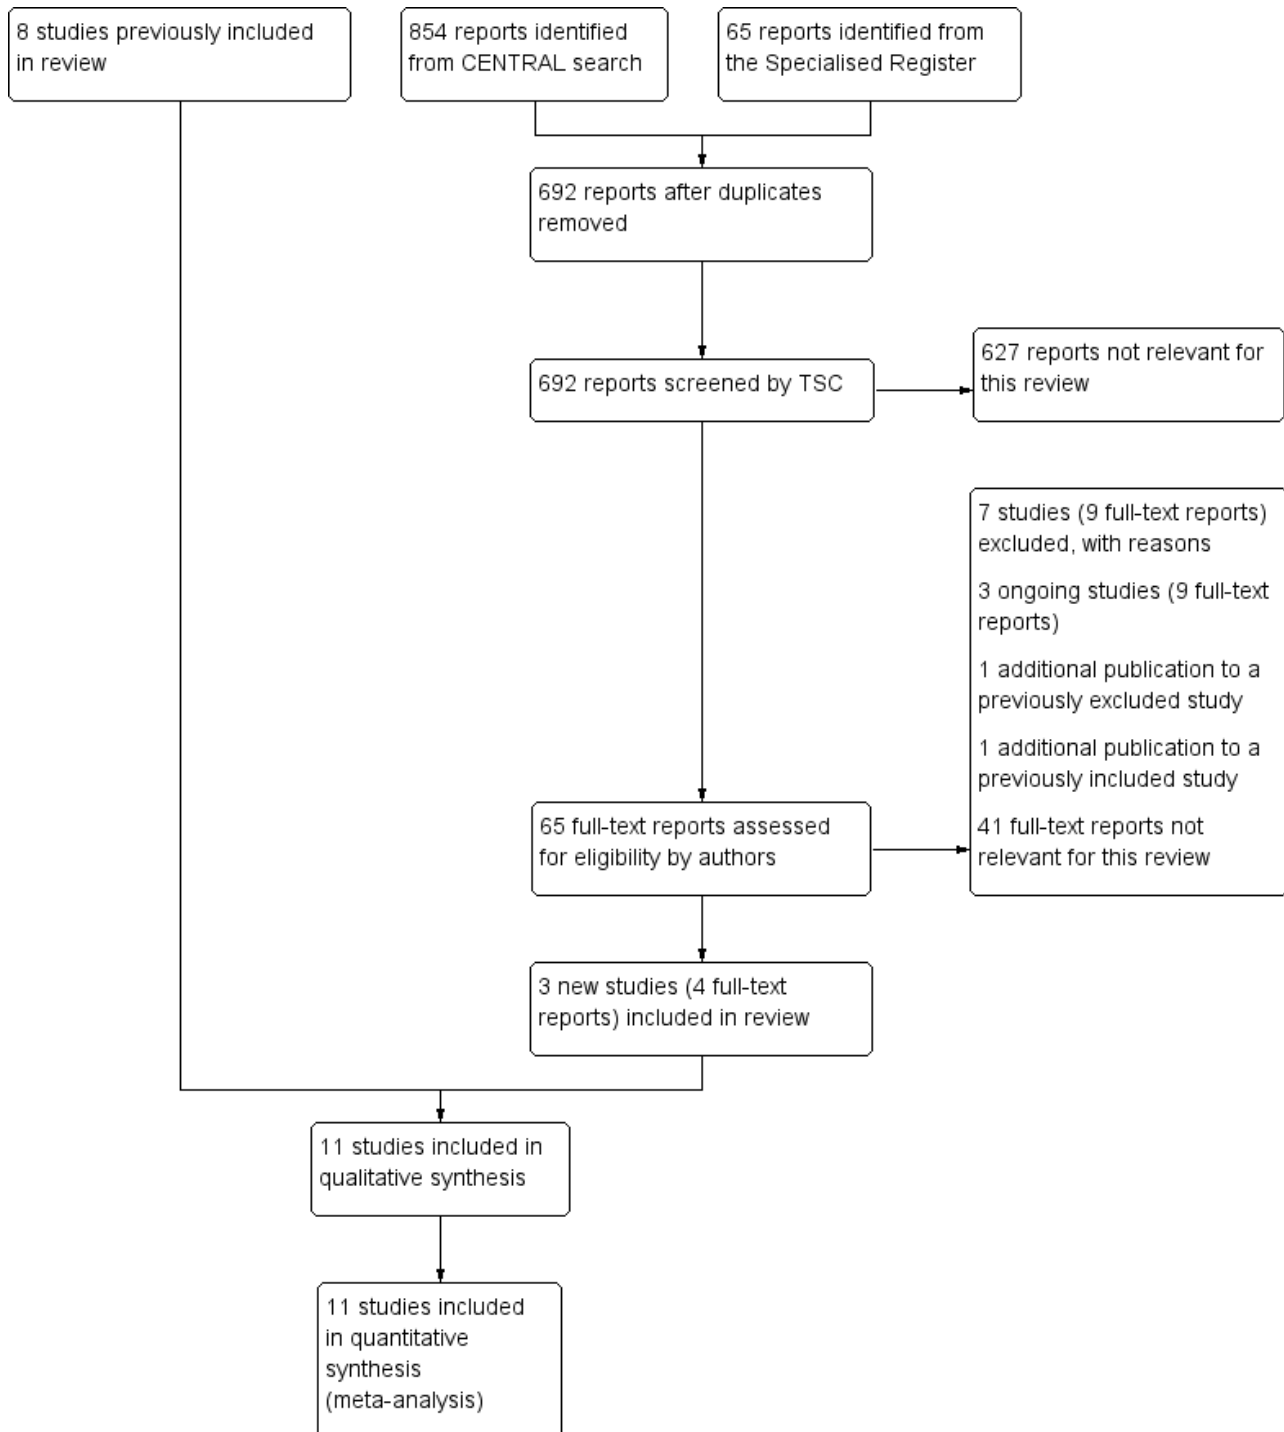 8 studies previously included
in review
854 reports identified
from CENTRAL search
65 reports identified from
the Specialised Register
692 reports after duplicates
removed
692 reports screened by TSC
627 reports not relevant for
this review
7 studies (9 full-text reports)
excluded, with reasons
3 ongoing studies (9 full-text
reports)
1 additional publication to a
previously excluded study
1 additional publication to a
previously included study
41 full-text reports not
relevant for this review
65 full-text reports assessed
for eligibility by authors
3 new studies (4 full-text
reports) included in review
11 studies included in
qualitative synthesis
11 studies included
in quantitative
synthesis
(meta-analysis)